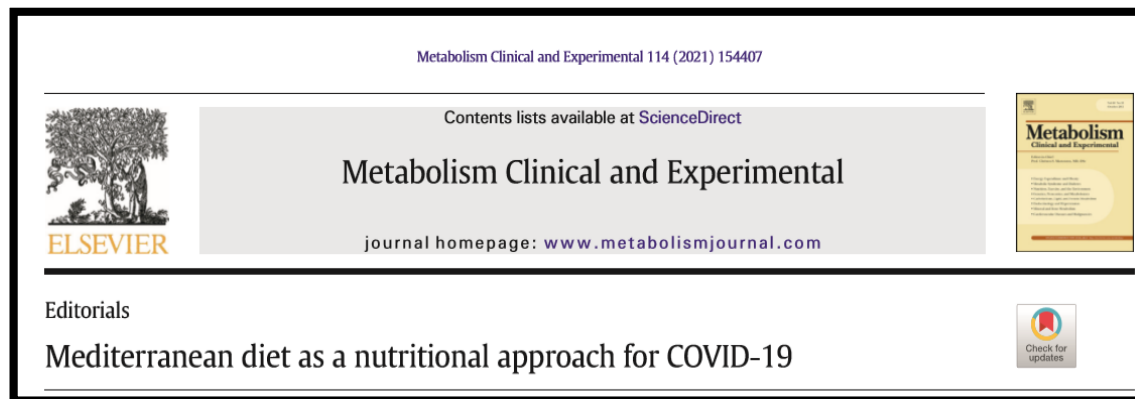 Metabolism Clinical and Experimental 114 (2021) 154407
Contents lists available at ScienceDirect
Metabolism Clinical and Experimental
journal homepage: www.metabolismjournal.com
ELSEVIER
Metabolism
Clinical and Experimental
Editorials
Mediterranean diet as a nutritional approach for COVID-19
Check for
updates